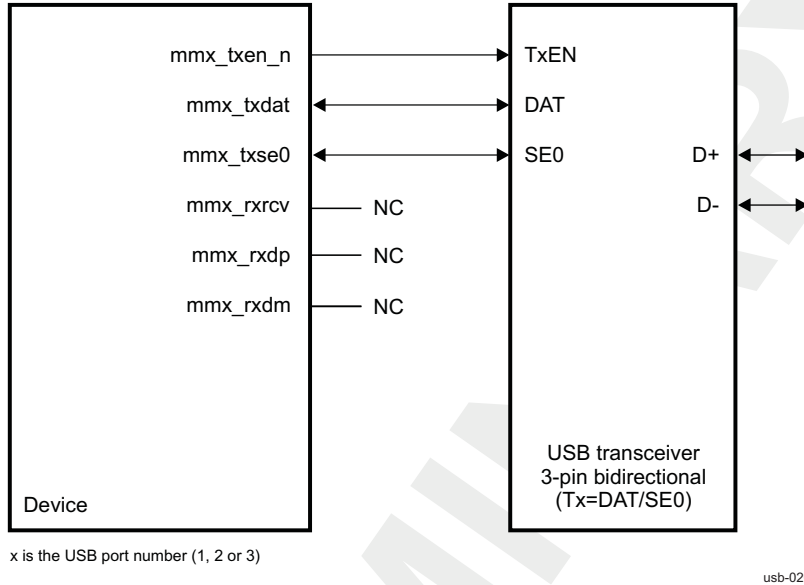 mmx_txen_n
TxEN
mmx_txdat
DAT
mmx_txse0
SE0
D+
mmx_rxrcv
NC
D-
mmx_rxdp
NC
mmx_rxdm
NC
USB transceiver
3-pin bidirectional
(Tx=DAT/SE0)
Device
x is the USB port number (1, 2 or 3)
usb-02